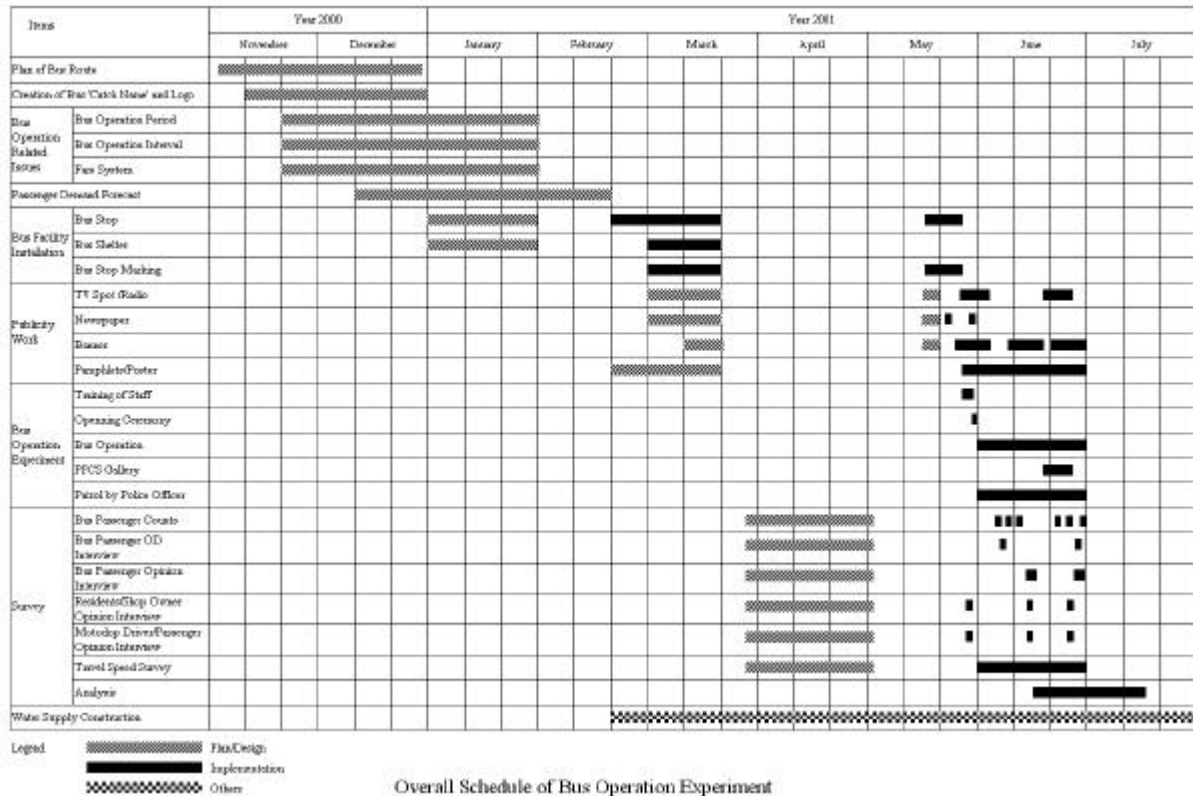 Items
Year 2000
Year 2001
November
December
January
February
March
April
May
June
July
Plan of Bus Route
Creation of Bus 'Catch Name' and Logo
Bus
Operation
Related
Issues
Bus Operation Period
Bus Operation Interval
Fare System
Passenger Demand Forecast
Bus Facility
Installation
Bus Stop
Bus Shelter
Bus Stop Marking
Publicity
Work
TV Spot /Radio
Newspaper
Banner
Pamphlets/Poster
Bus
Operation
Experiment
Training of Staff
Openning Ceremony
Bus Operation
PPCS Gallery
Patrol by Police Officer
Survey
Bus Passenger Counts
Bus Passenger OD
Interview
Bus Passenger Opinion
Interview
Residents/Shop Owner
Opinion Interview
Motodop Driver/Passenger
Opinion Interview
Travel Speed Survey
Analysis
Water Supply Construction
Legend
Plan/Design
Implementation
Others
Overall Schedule of Bus Operation Experiment